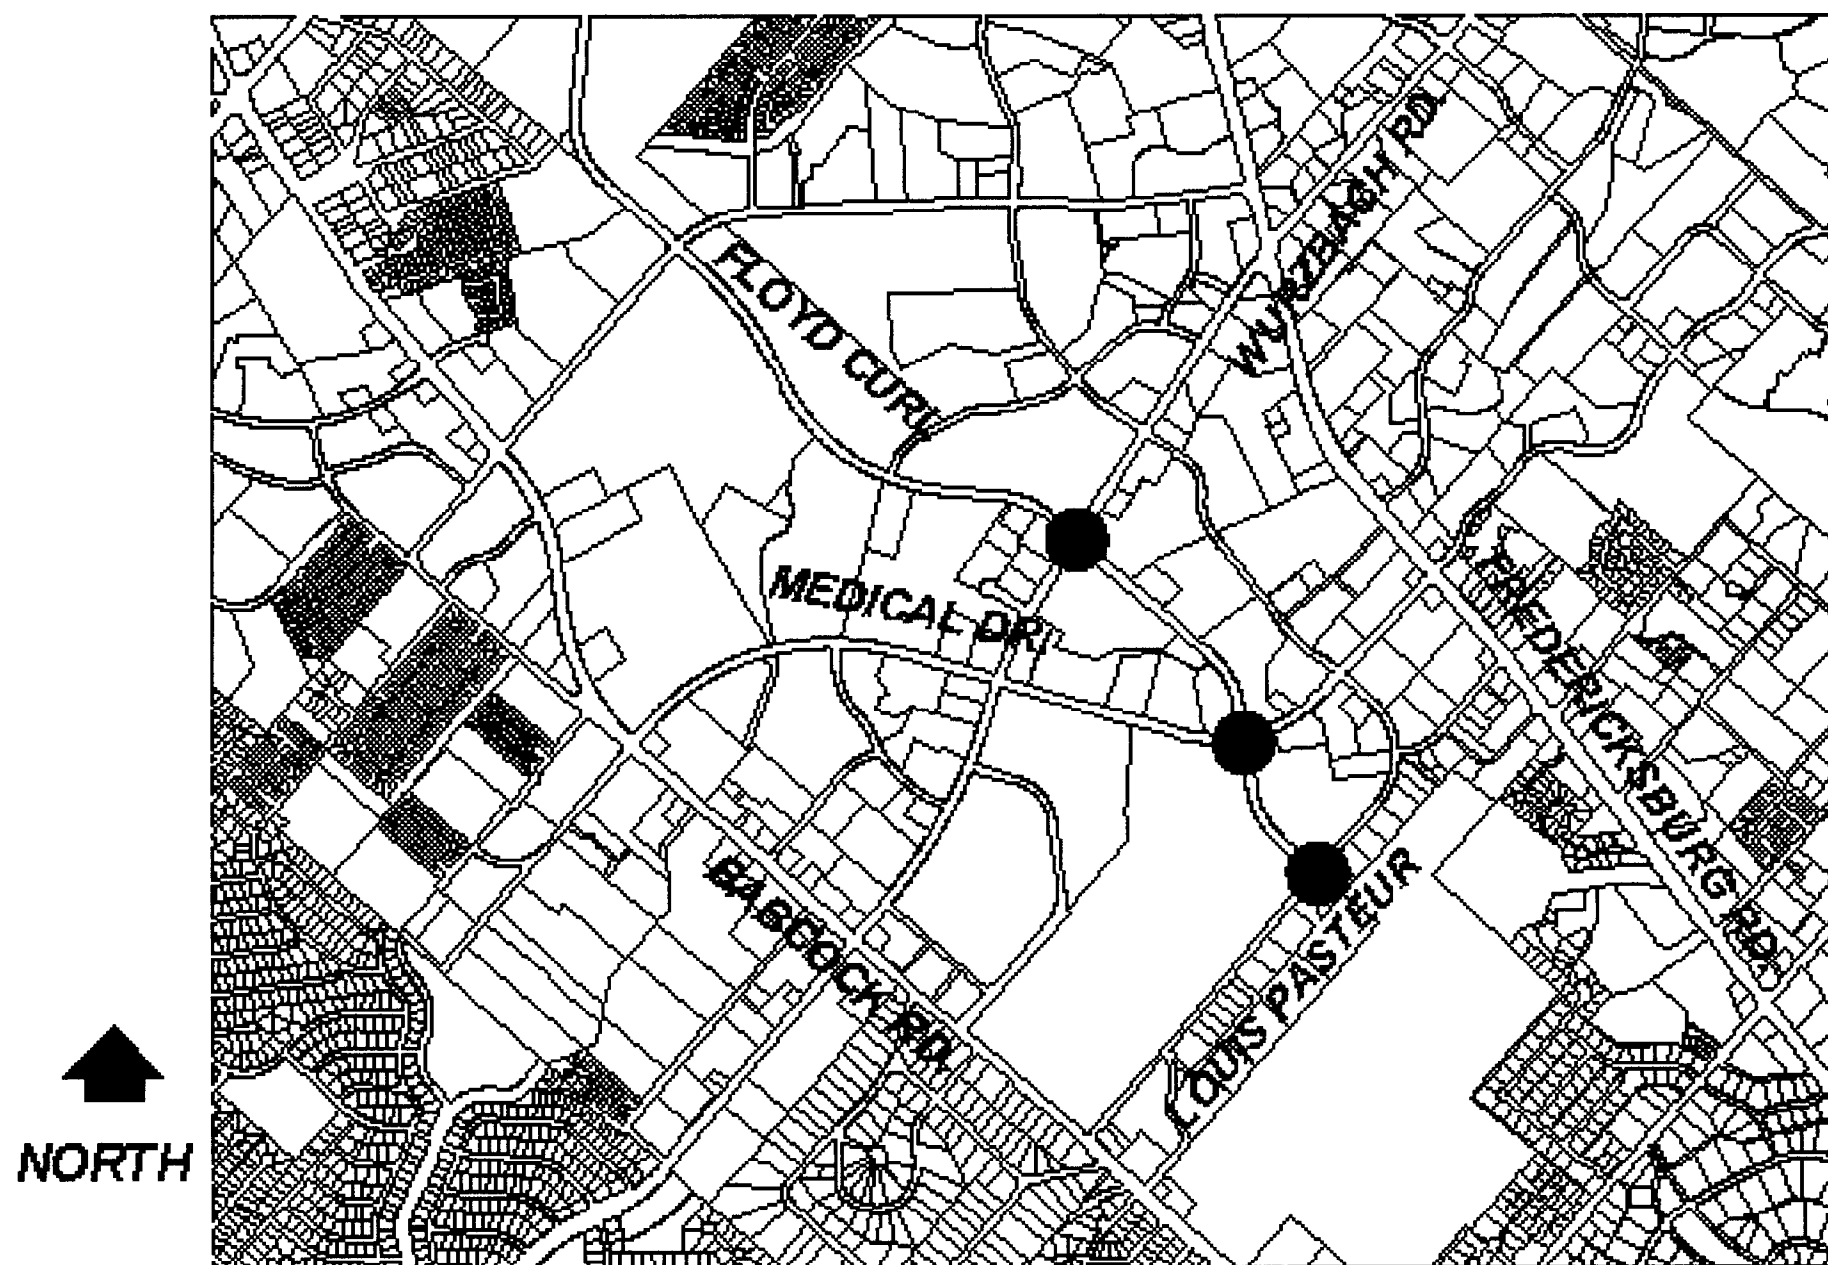 WURZBACH RD.
FLOYD CURL
MEDICAL DR.
FREDERICKSBURG RD.
BABCOCK RD.
LOUIS PASTEUR
NORTH